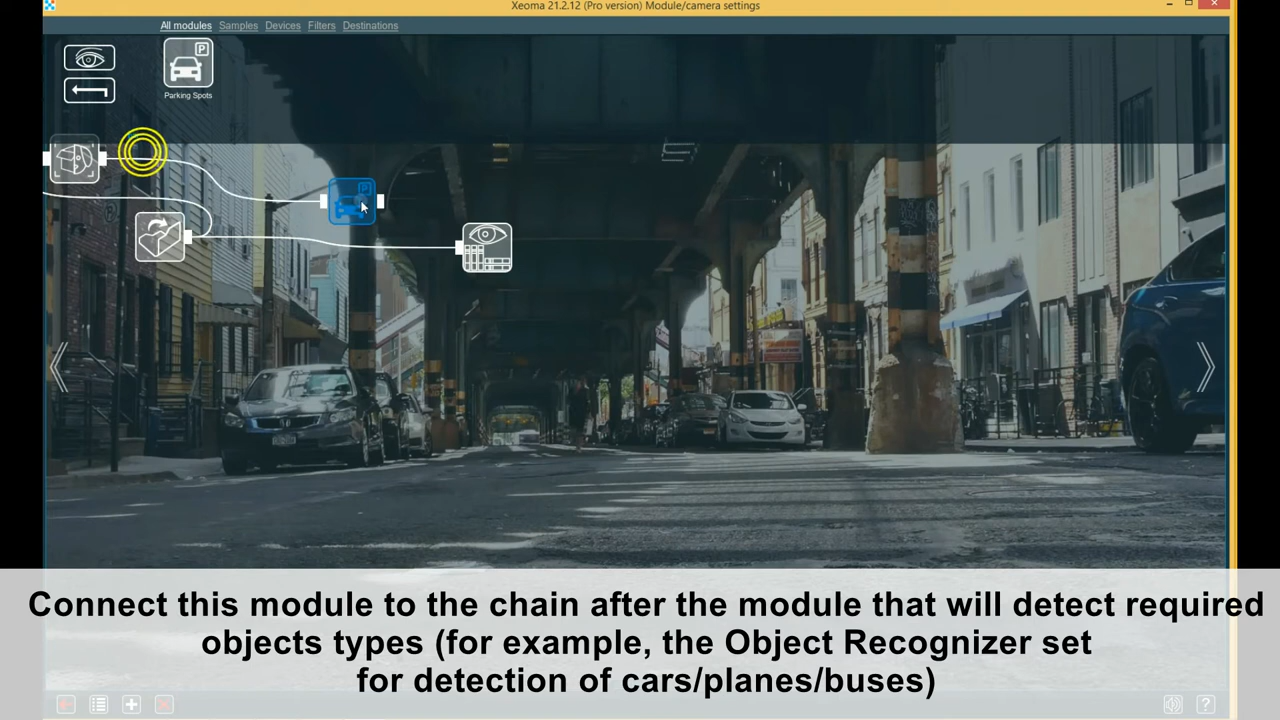 Xeoma 21.2.12 (Pro version) Module/camera settings
All modules Samples Devices Filters Destinations
P
Parking Spots
P
Connect this module to the chain after the module that will detect required
objects types (for example, the Object Recognizer set
for detection of cars/planes/buses)
?